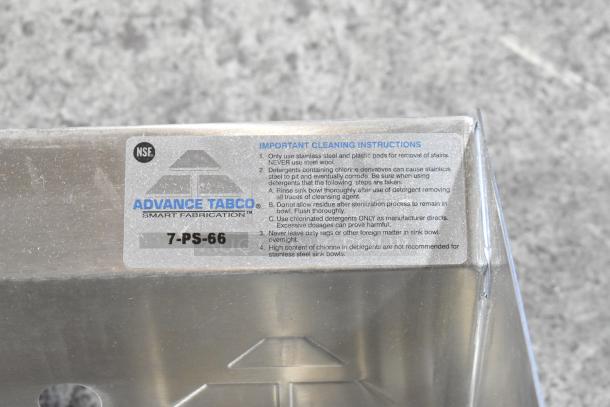 NSF.
IMPORTANT CLEANING INSTRUCTIONS
1. Only use stainless steel and plastic pads for removal of stains.
NEVER use steel wool.
2. Detergents containing chlorine derivatives can cause stainless
steel to pit and eventually corrode, be sure when using
detergents that the following steps are taken:
A. Rinse sink bowl thoroughly after use of detergent removing
all traces of cleansing agent.
B. Do not allow residue after sterilization process to remain in
bowl. Flush thoroughly.
C. Use chlorinated detergents ONLY as manufacturer directs.
Excessive dosages can prove harmful.
3. Never leave dirty rags or other foreign matter in sink bowl
overnight.
4. High content of chlorine in detergents are not recommended for
stainless steel sink bowls.
ADVANCE TABCO®
SMART FABRICATION™
7-PS-66